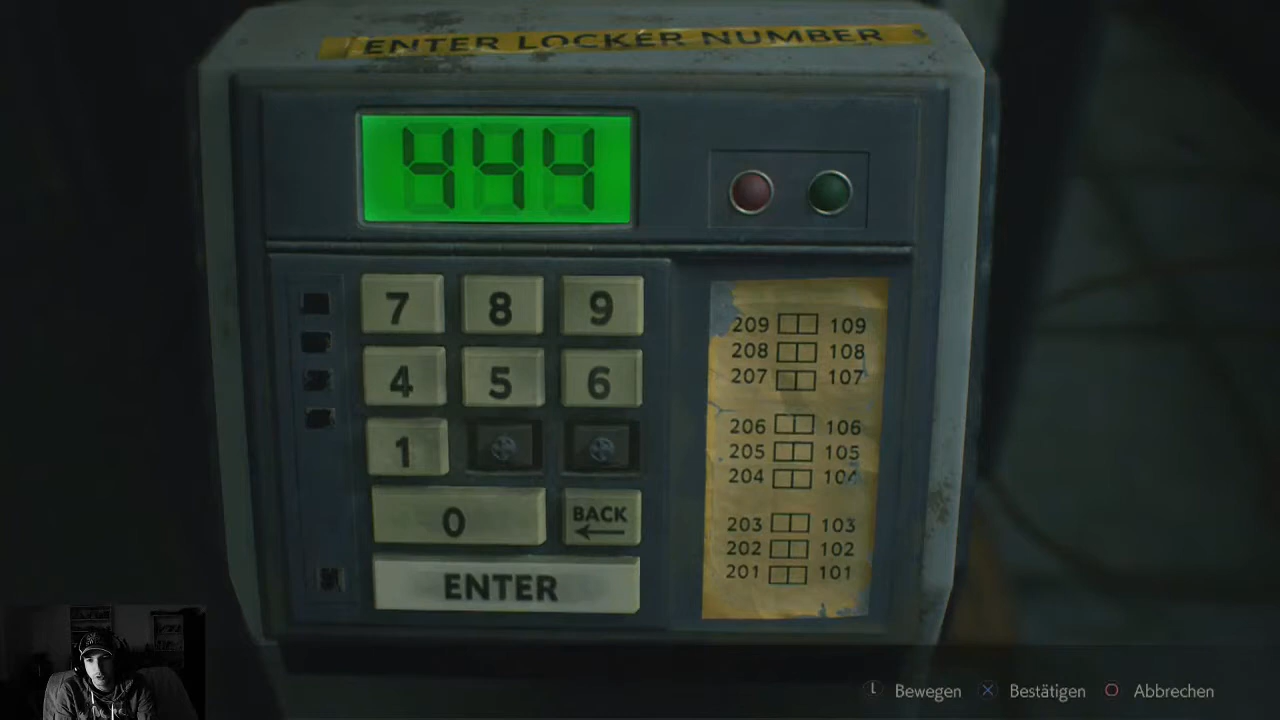 ENTER LOCKER NUMBER
444
7 8 9
4 5 6
1
0 BACK
ENTER
209 109
208 108
207 107
206 106
205 105
204 104
203 103
202 102
201 101
L Bewegen Bestätigen Abbrechen